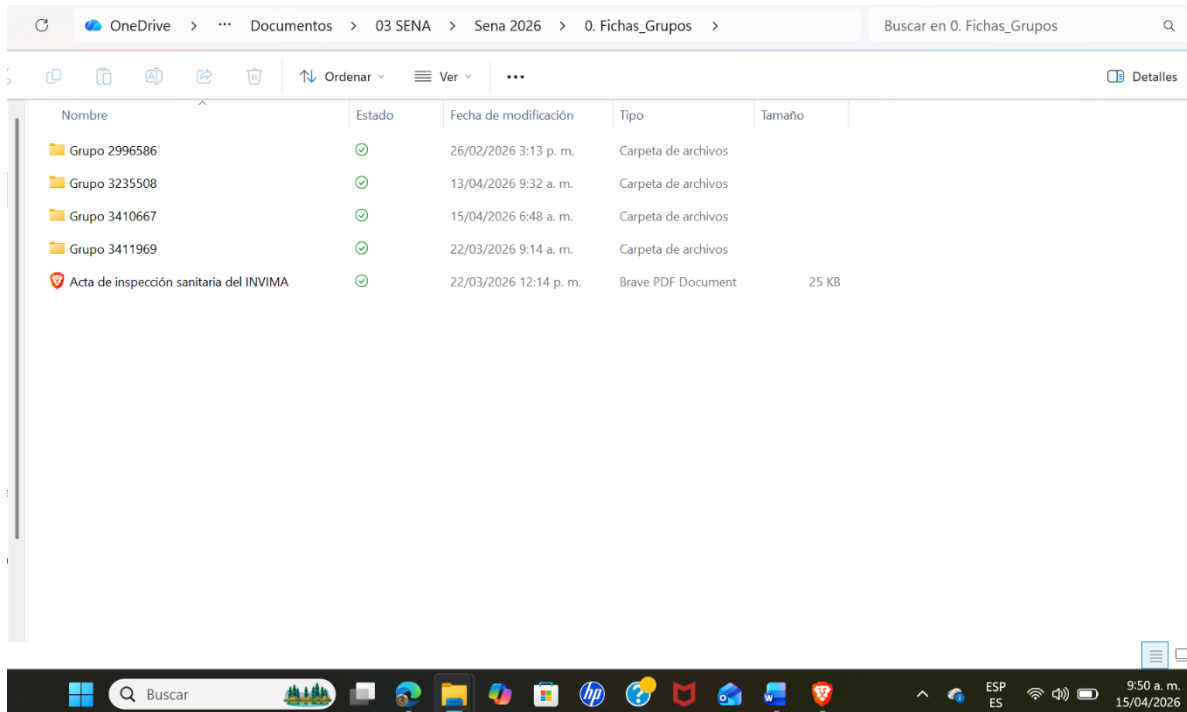 OneDrive > ··· Documentos > 03 SENA > Sena 2026 > 0. Fichas_Grupos > Buscar en 0. Fichas_Grupos
Ordenar Ver ··· Detalles
Nombre Estado Fecha de modificación Tipo Tamaño
Grupo 2996586 26/02/2026 3:13 p. m. Carpeta de archivos
Grupo 3235508 13/04/2026 9:32 a. m. Carpeta de archivos
Grupo 3410667 15/04/2026 6:48 a. m. Carpeta de archivos
Grupo 3411969 22/03/2026 9:14 a. m. Carpeta de archivos
Acta de inspección sanitaria del INVIMA 22/03/2026 12:14 p. m. Brave PDF Document 25 KB
Buscar ESP 9:50 a. m.
ES 15/04/2026